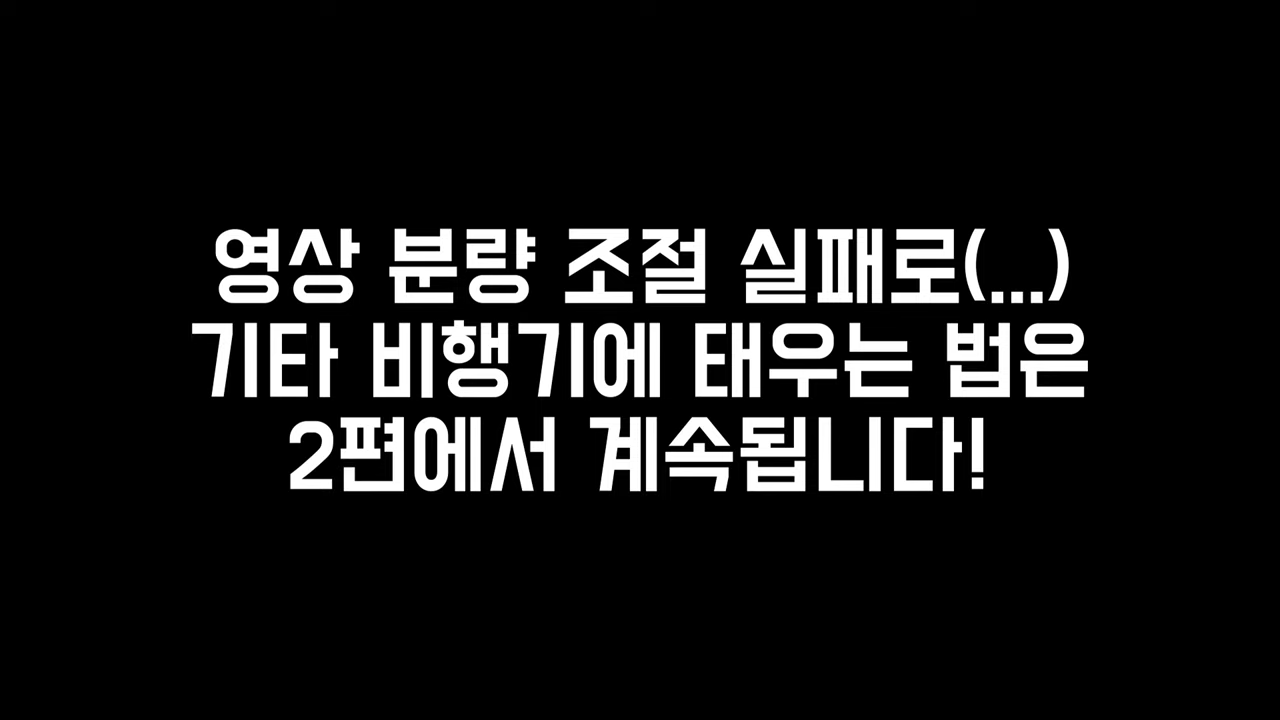 영상 분량 조절 실패로(...)
기타 비행기에 태우는 법은
2편에서 계속됩니다!